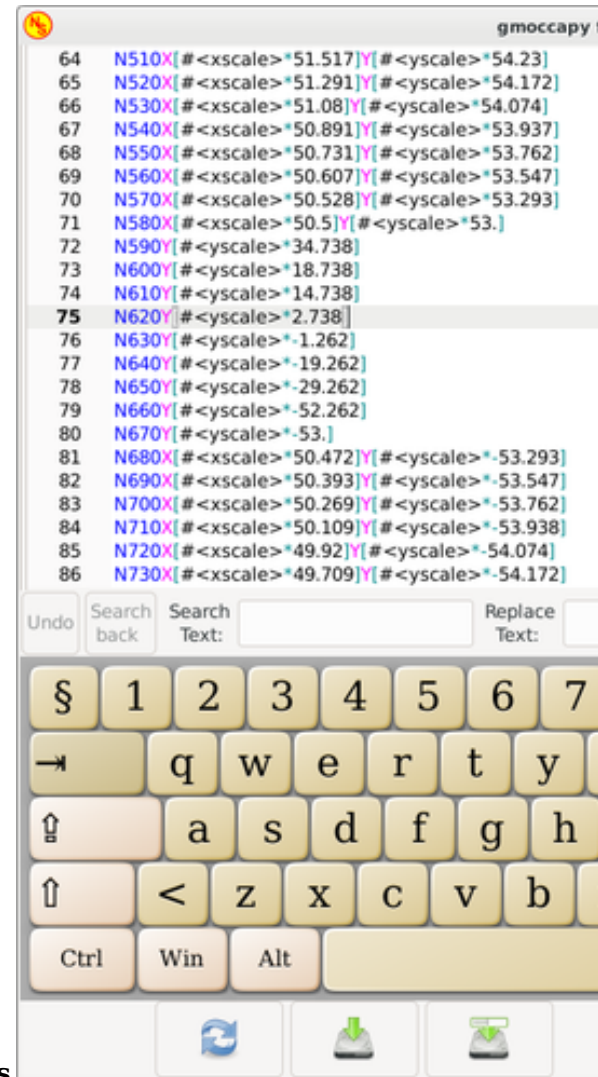 gmoccapy
64 N510X[#<xscale>*51.517]Y[#<yscale>*54.23]
65 N520X[#<xscale>*51.291]Y[#<yscale>*54.172]
66 N530X[#<xscale>*51.08]Y[#<yscale>*54.074]
67 N540X[#<xscale>*50.891]Y[#<yscale>*53.937]
68 N550X[#<xscale>*50.731]Y[#<yscale>*53.762]
69 N560X[#<xscale>*50.607]Y[#<yscale>*53.547]
70 N570X[#<xscale>*50.528]Y[#<yscale>*53.293]
71 N580X[#<xscale>*50.5]Y[#<yscale>*53.]
72 N590Y[#<yscale>*34.738]
73 N600Y[#<yscale>*18.738]
74 N610Y[#<yscale>*14.738]
75 N620Y[#<yscale>*2.738]
76 N630Y[#<yscale>*-1.262]
77 N640Y[#<yscale>*-19.262]
78 N650Y[#<yscale>*-29.262]
79 N660Y[#<yscale>*-52.262]
80 N670Y[#<yscale>*-53.]
81 N680X[#<xscale>*50.472]Y[#<yscale>*-53.293]
82 N690X[#<xscale>*50.393]Y[#<yscale>*-53.547]
83 N700X[#<xscale>*50.269]Y[#<yscale>*-53.762]
84 N710X[#<xscale>*50.109]Y[#<yscale>*-53.938]
85 N720X[#<xscale>*49.92]Y[#<yscale>*-54.074]
86 N730X[#<xscale>*49.709]Y[#<yscale>*-54.172]
Undo Search back Search Text: Replace Text:
§ 1 2 3 4 5 6 7
q w e r t y
a s d f g h
< z x c v b
Ctrl Win Alt
s